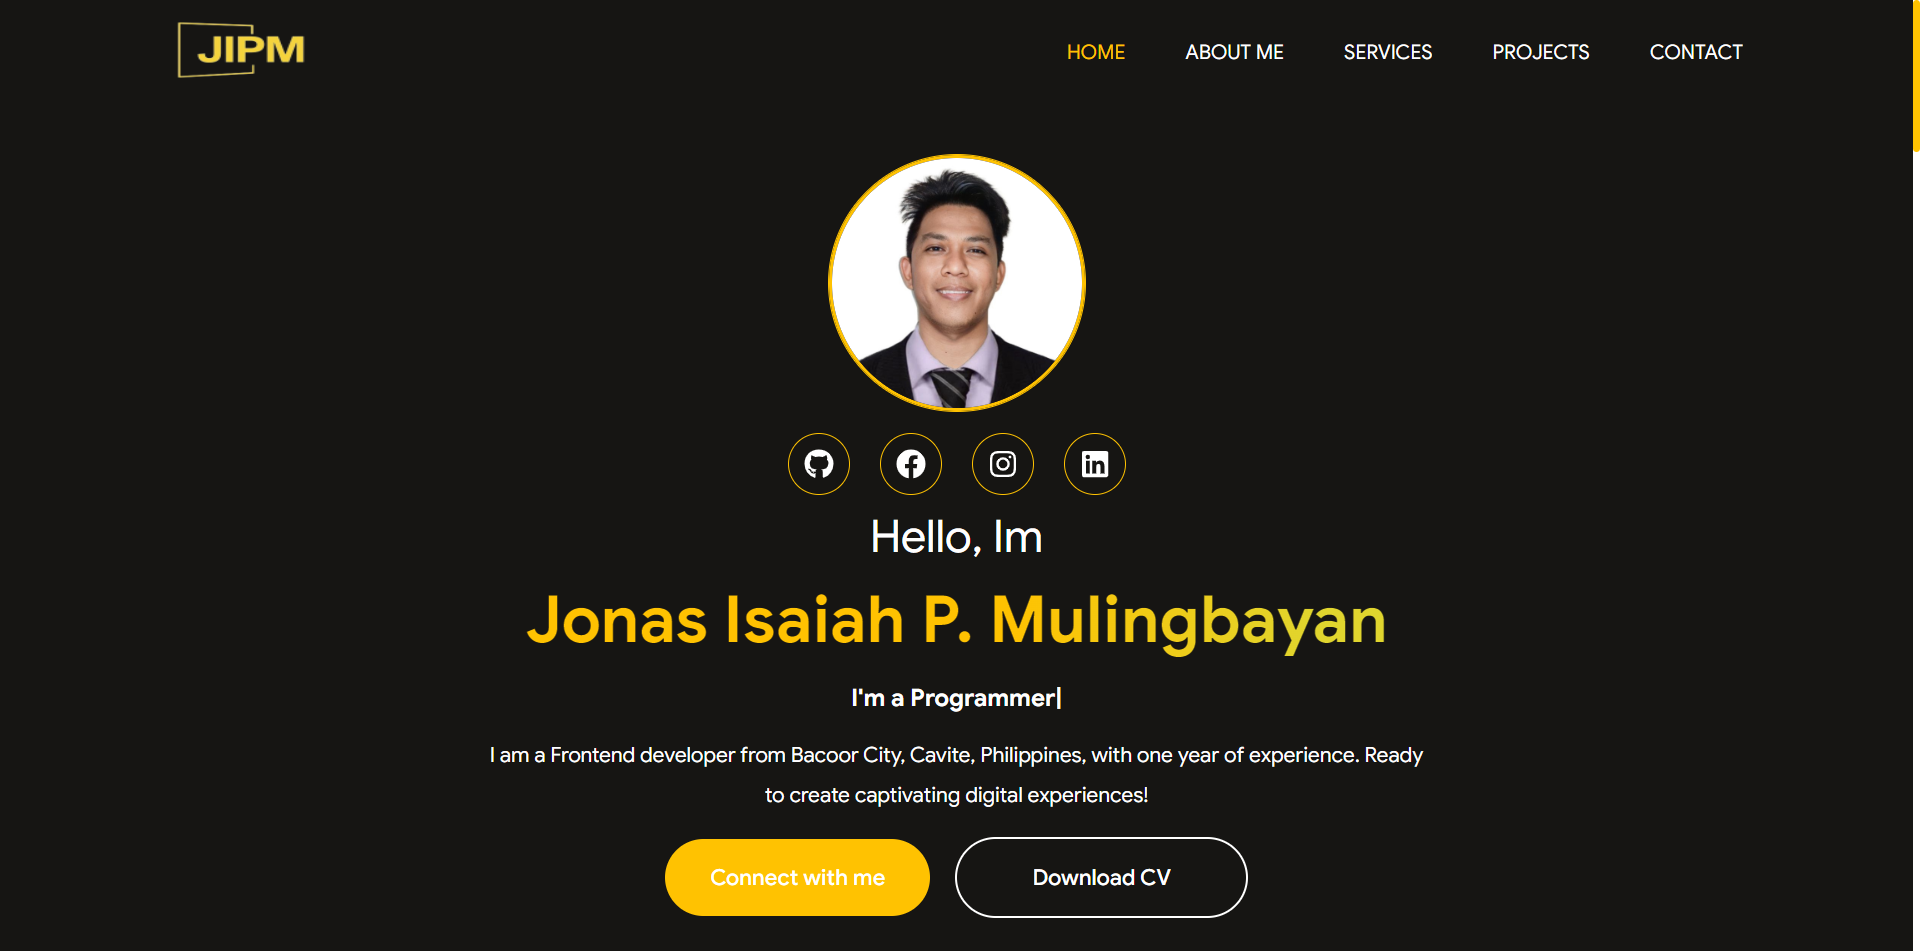 JIPM
HOME ABOUT ME SERVICES PROJECTS CONTACT
Hello, Im
Jonas Isaiah P. Mulingbayan
I'm a Programmer|
I am a Frontend developer from Bacoor City, Cavite, Philippines, with one year of experience. Ready
to create captivating digital experiences!
Connect with me
Download CV